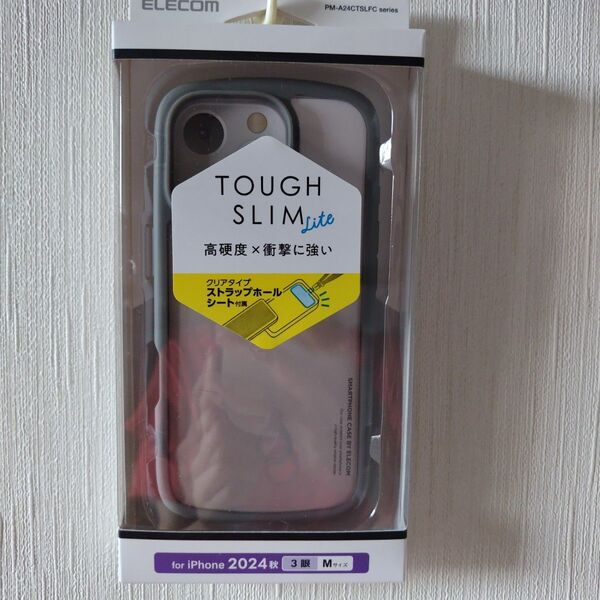 ELECOM
PM-A24CTSLFC series
TOUGH
SLIM Lite
高硬度×衝撃に強い
クリアタイプ
ストラップホール
シート付属
SMARTPHONE CASE BY ELECOM
for iPhone 2024秋 3眼 Mサイズ